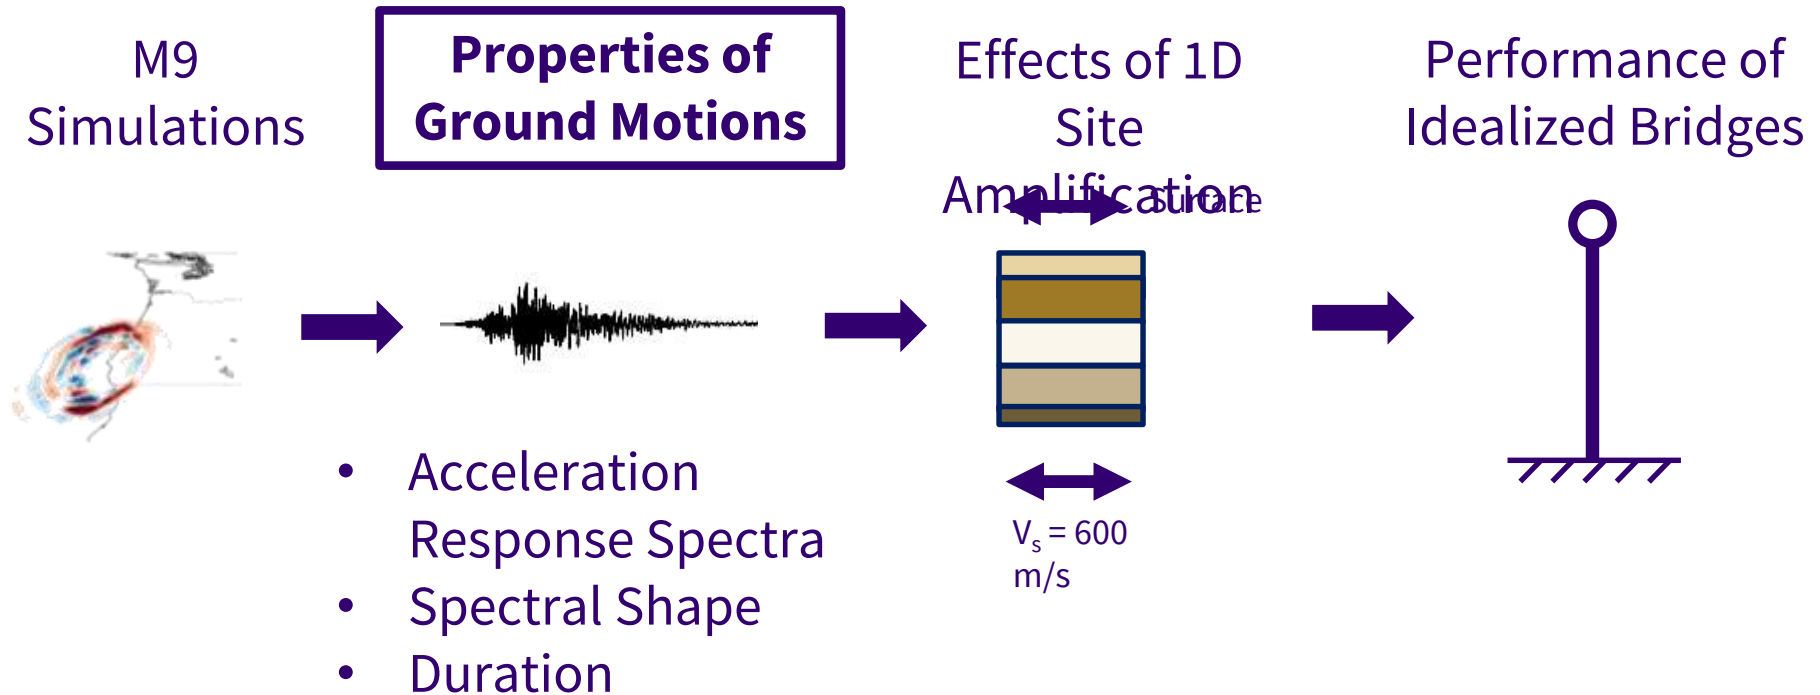 M9
Simulations
Properties of
Ground Motions
Effects of 1D
Site
Amplification
Surface
Performance of
Idealized Bridges
• Acceleration
Response Spectra
• Spectral Shape
• Duration
Vₛ = 600
m/s